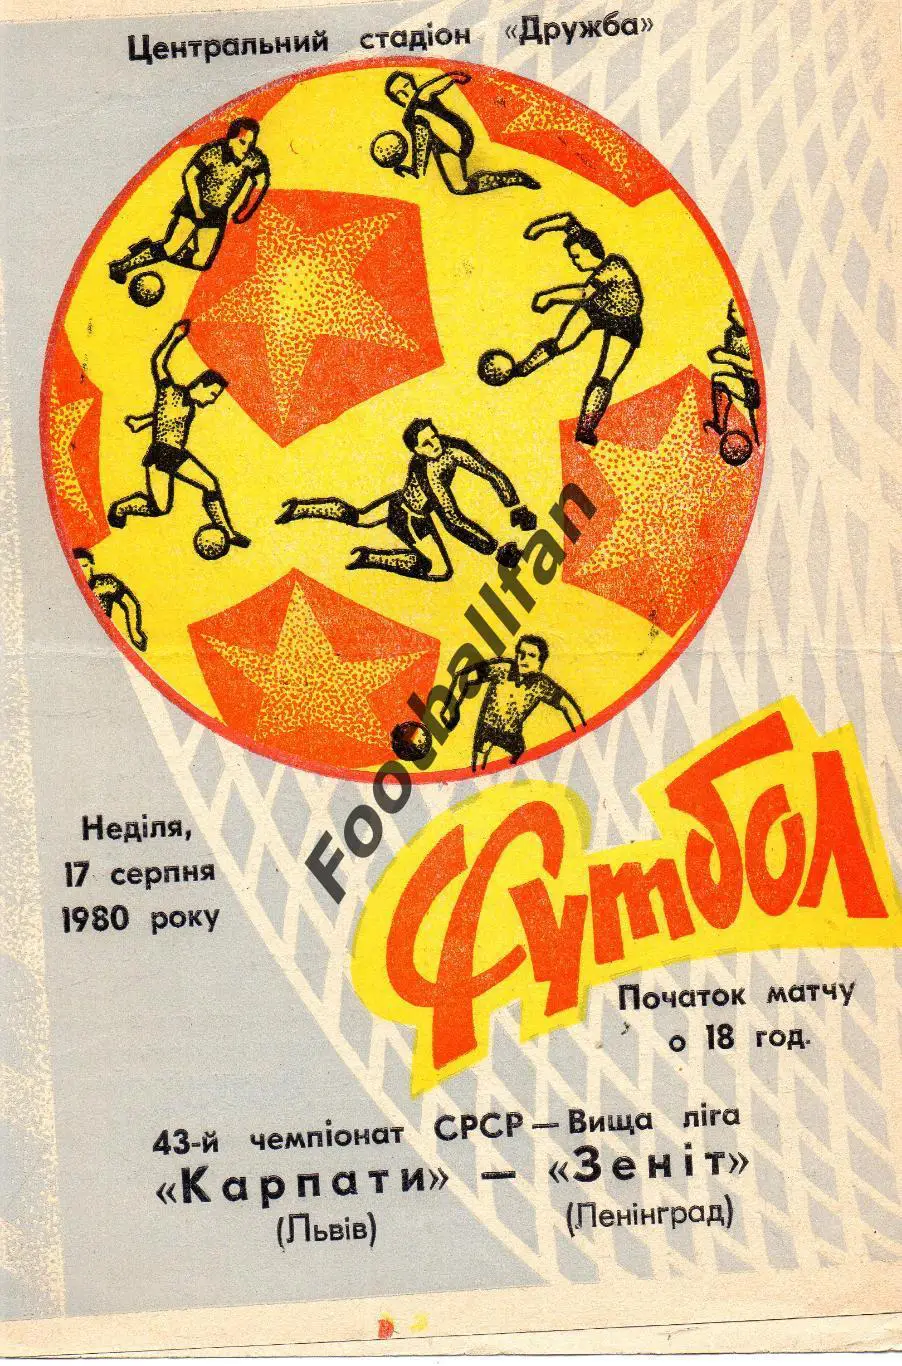 Центральний стадіон «Дружба»
Footballfan
Неділя,
17 серпня
1980 року
Футбол
Початок матчу
о 18 год.
43-й чемпіонат СРСР — Вища ліга
«Карпати» — «Зеніт»
(Львів) (Ленінград)